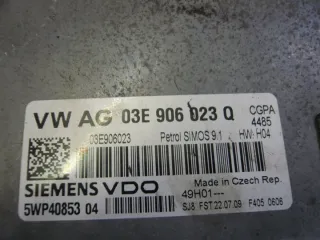 VW AG 03E 906 023 Q CGPA
4485
03E906023 Petrol SIMOS 9.1 HW: H04
SIEMENS VDO Made in Czech Rep.
49H01---
5WP40853 04 SJ8 FST 22.07.09 F405 0606